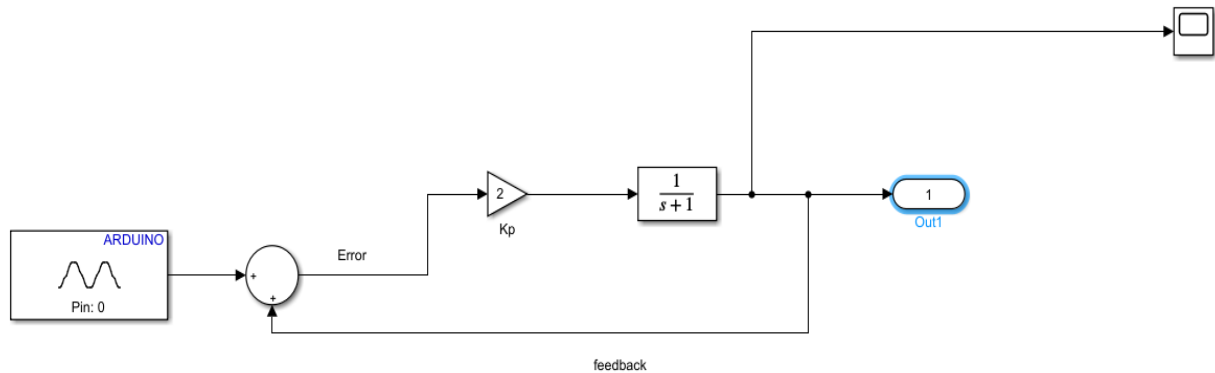 ARDUINO
Pin: 0
+
+
Error
2
Kp
1
s + 1
1
Out1
feedback